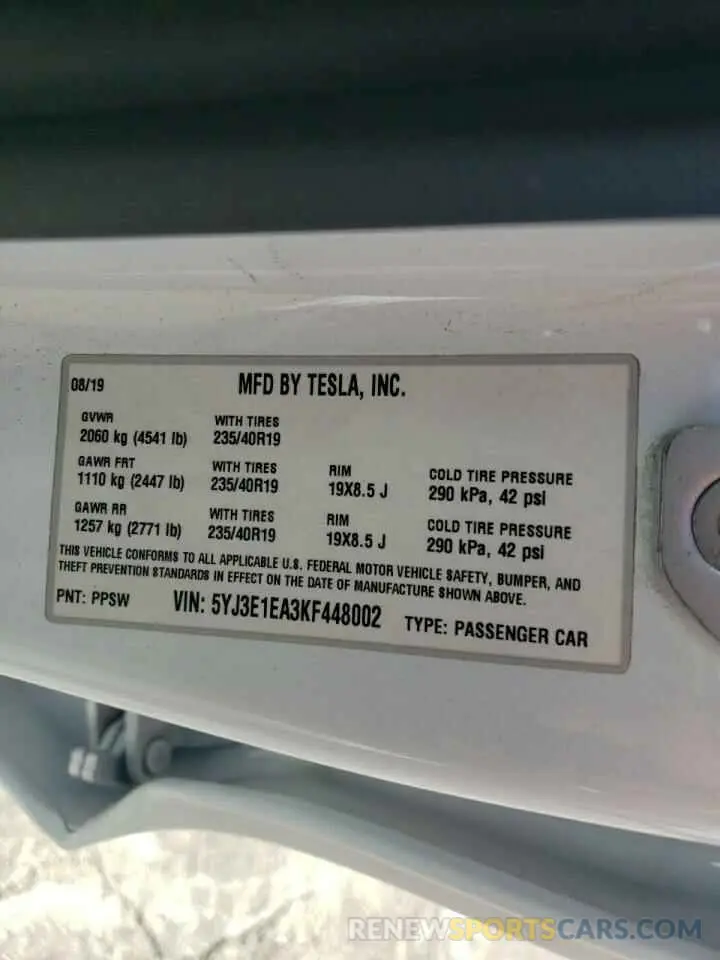 08/19 MFD BY TESLA, INC.
GVWR WITH TIRES
2060 kg (4541 lb) 235/40R19
GAWR FRT WITH TIRES RIM COLD TIRE PRESSURE
1110 kg (2447 lb) 235/40R19 19X8.5 J 290 kPa, 42 psi
GAWR RR WITH TIRES RIM COLD TIRE PRESSURE
1257 kg (2771 lb) 235/40R19 19X8.5 J 290 kPa, 42 psi
THIS VEHICLE CONFORMS TO ALL APPLICABLE U.S. FEDERAL MOTOR VEHICLE SAFETY, BUMPER, AND
THEFT PREVENTION STANDARDS IN EFFECT ON THE DATE OF MANUFACTURE SHOWN ABOVE.
PNT: PPSW VIN: 5YJ3E1EA3KF448002 TYPE: PASSENGER CAR
RENEWSPORTSCARS.COM